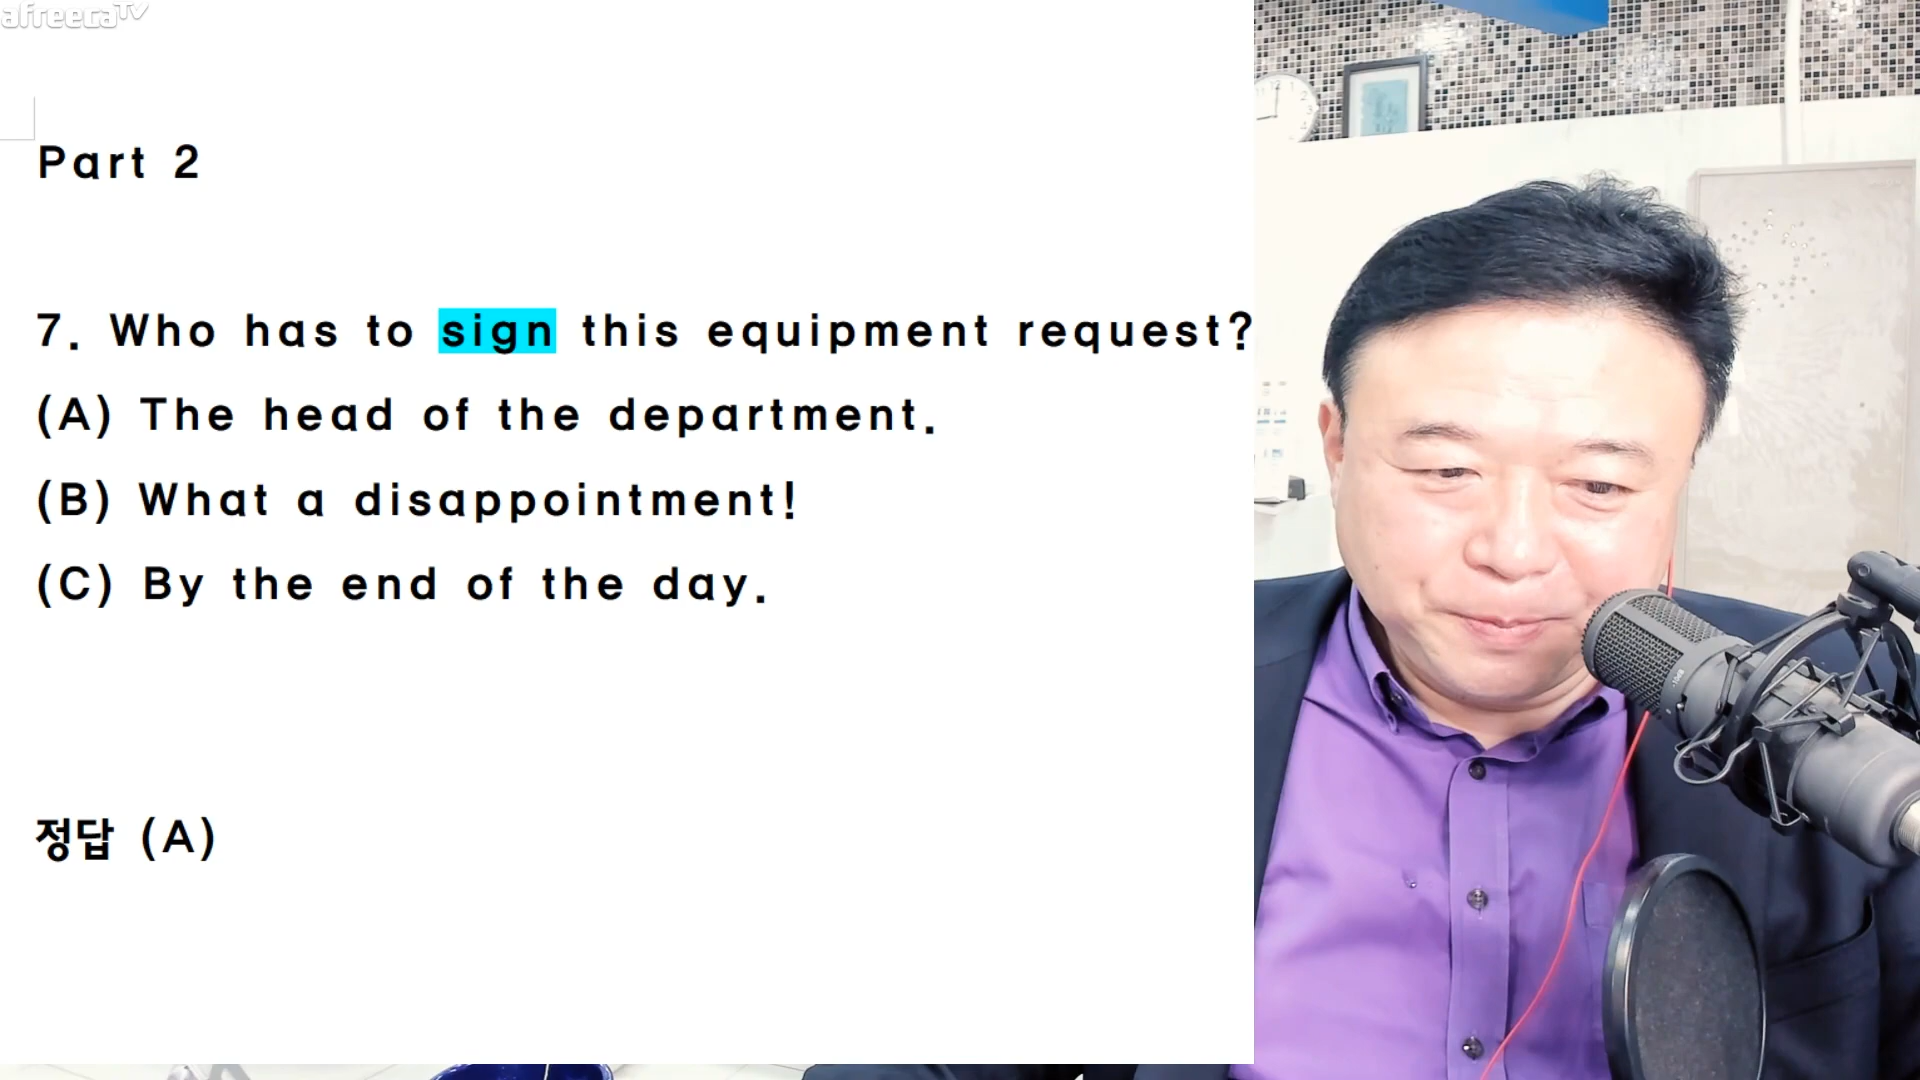 afreecaTV
Part 2
7. Who has to sign this equipment request?
(A) The head of the department.
(B) What a disappointment!
(C) By the end of the day.
정답 (A)